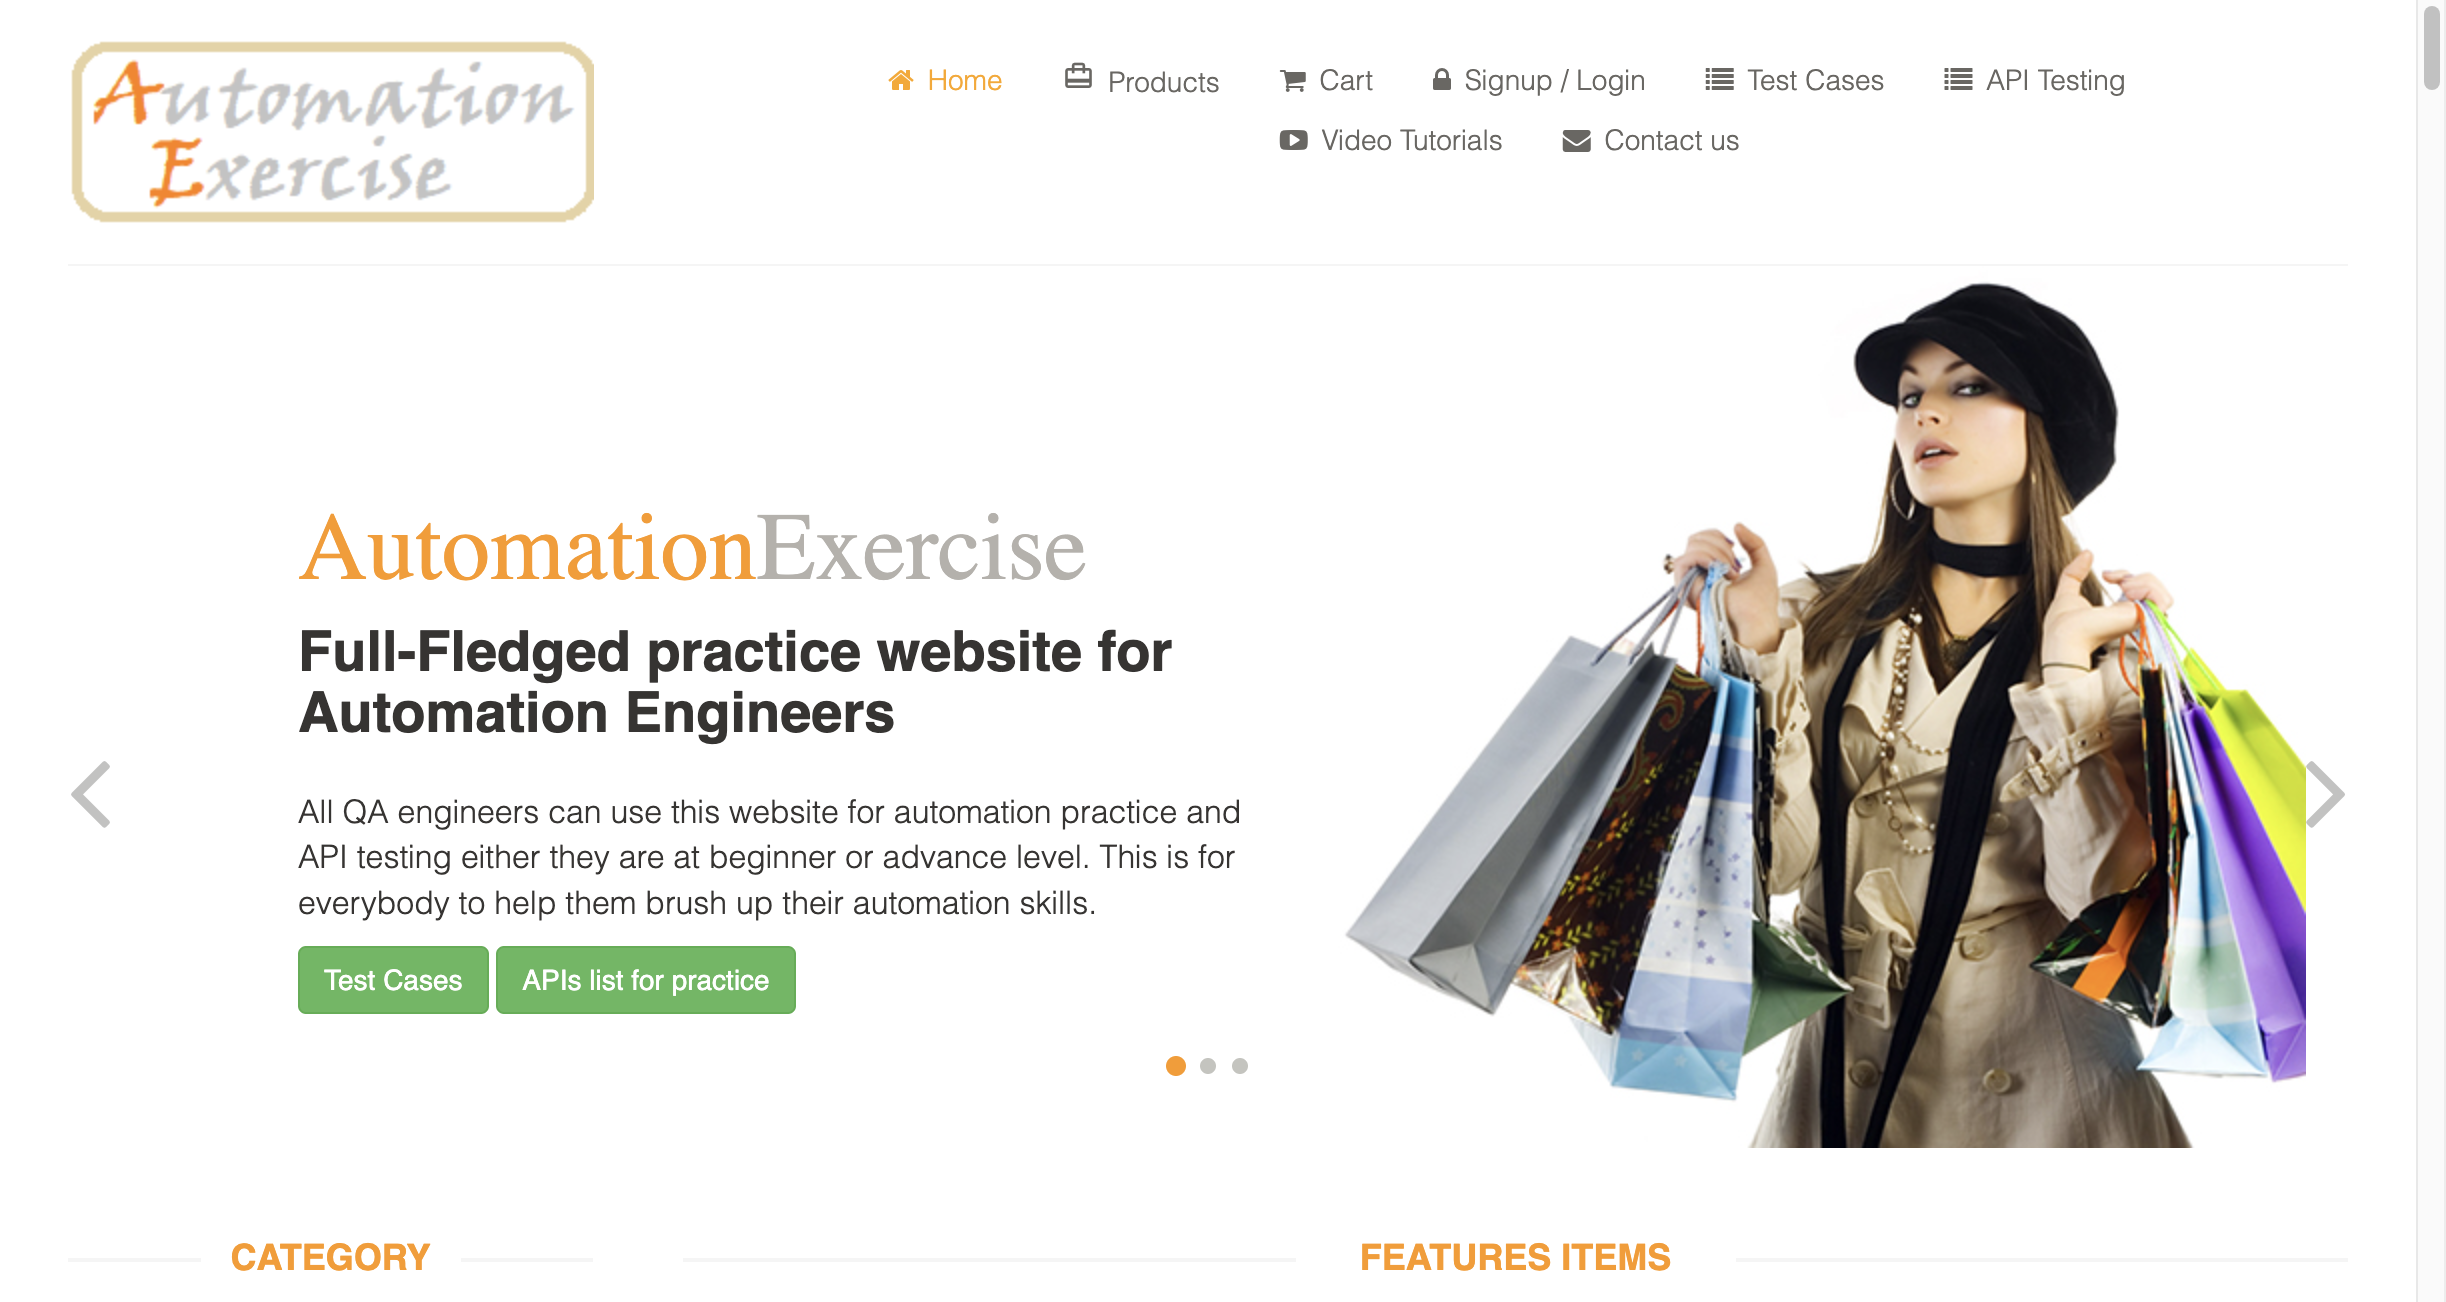 Automation
Exercise
Home Products Cart Signup / Login Test Cases API Testing
Video Tutorials Contact us
AutomationExercise
Full-Fledged practice website for
Automation Engineers
All QA engineers can use this website for automation practice and
API testing either they are at beginner or advance level. This is for
everybody to help them brush up their automation skills.
Test Cases APIs list for practice
CATEGORY FEATURES ITEMS